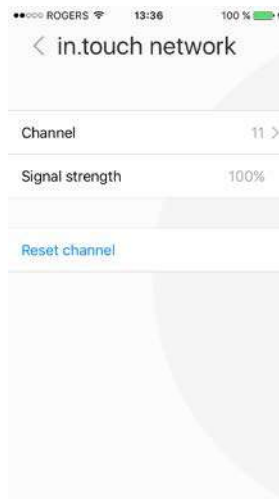 ROGERS 13:36 100 %
< in.touch network
Channel 11 >
Signal strength 100%
Reset channel